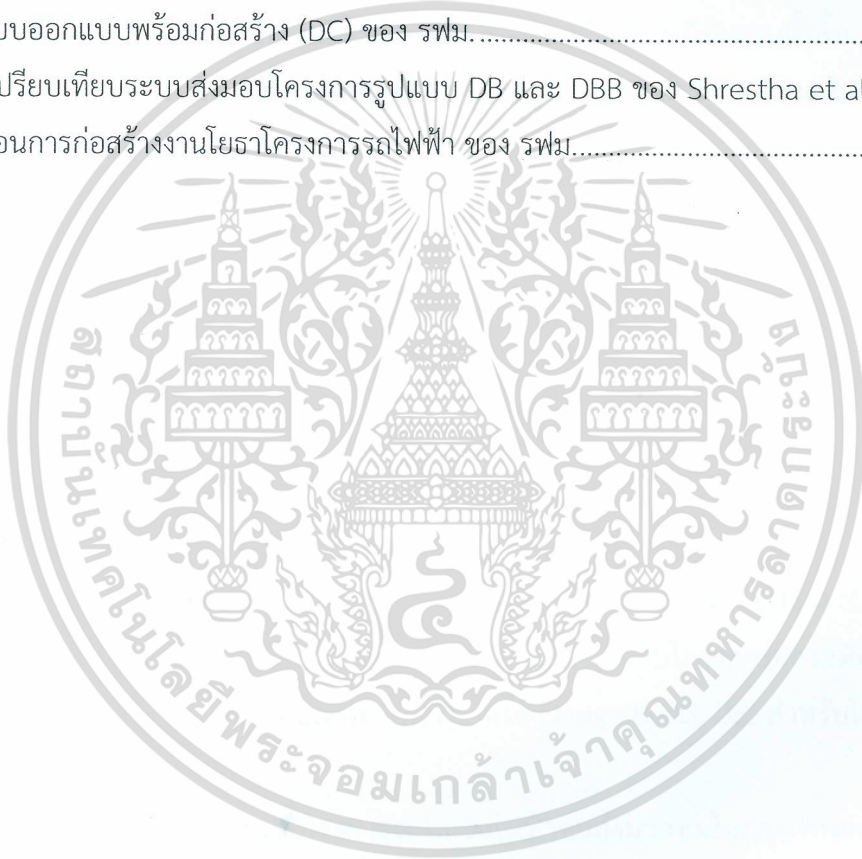 บบออกแบบพร้อมก่อสร้าง (DC) ของ รฟม.
ปรียบเทียบระบบส่งมอบโครงการรูปแบบ DB และ DBB ของ Shrestha et al
อนการก่อสร้างงานโยธาโครงการรถไฟฟ้า ของ รฟม.
สถาบันเทคโนโลยีพระจอมเกล้าเจ้าคุณทหารลาดกระบัง